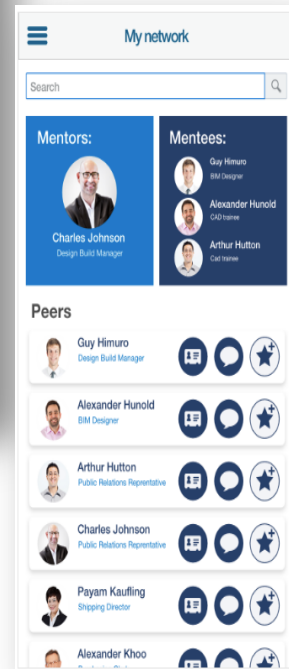 My network
Search
Mentors:
Charles Johnson
Design Build Manager
Mentees:
Guy Himuro
BIM Designer
Alexander Hunold
CAD trainee
Arthur Hutton
Cad trainee
Peers
Guy Himuro
Design Build Manager
Alexander Hunold
BIM Designer
Arthur Hutton
Public Relations Reprentative
Charles Johnson
Public Relations Reprentative
Payam Kaufling
Shipping Director
Alexander Khoo